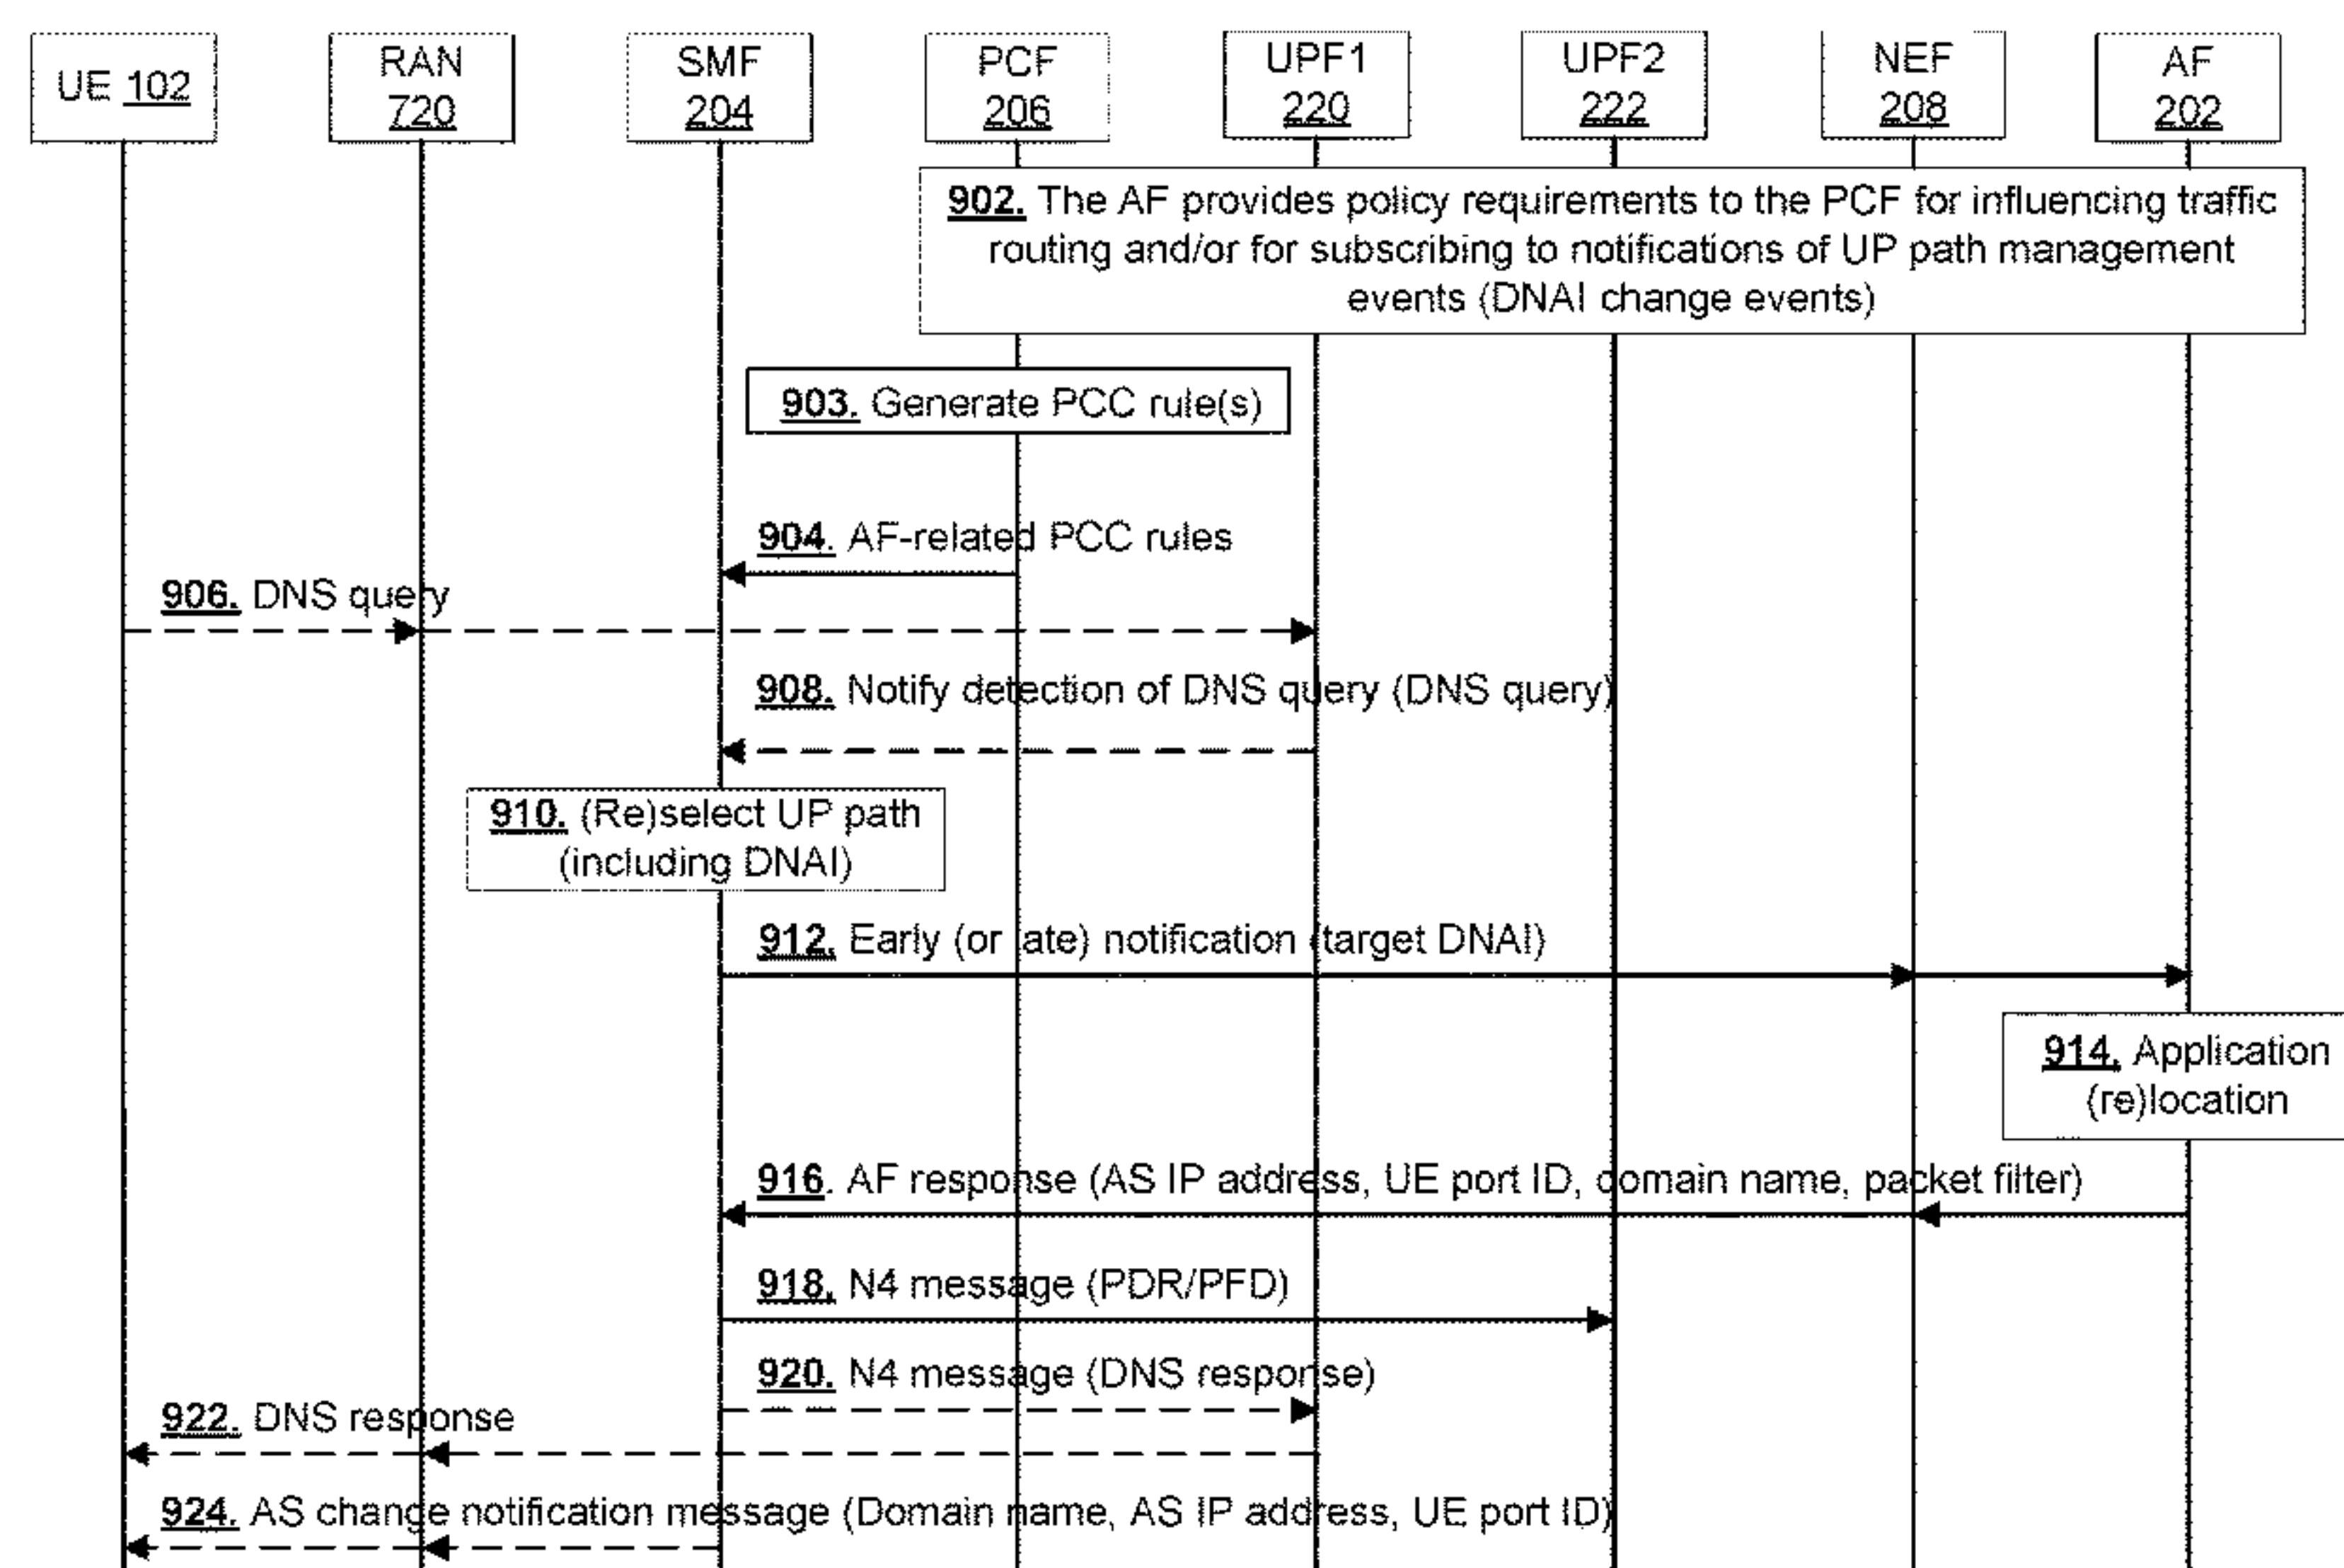 UE 102
RAN
720
SMF
204
PCF
206
UPF1
220
UPF2
222
NEF
208
AF
202
902. The AF provides policy requirements to the PCF for influencing traffic
routing and/or for subscribing to notifications of UP path management
events (DNAI change events)
903. Generate PCC rule(s)
904. AF-related PCC rules
906. DNS query
908. Notify detection of DNS query (DNS query)
910. (Re)select UP path
(including DNAI)
912. Early (or late) notification (target DNAI)
914. Application
(re)location
916. AF response (AS IP address, UE port ID, domain name, packet filter)
918. N4 message (PDR/PFD)
920. N4 message (DNS response)
922. DNS response
924. AS change notification message (Domain name, AS IP address, UE port ID)